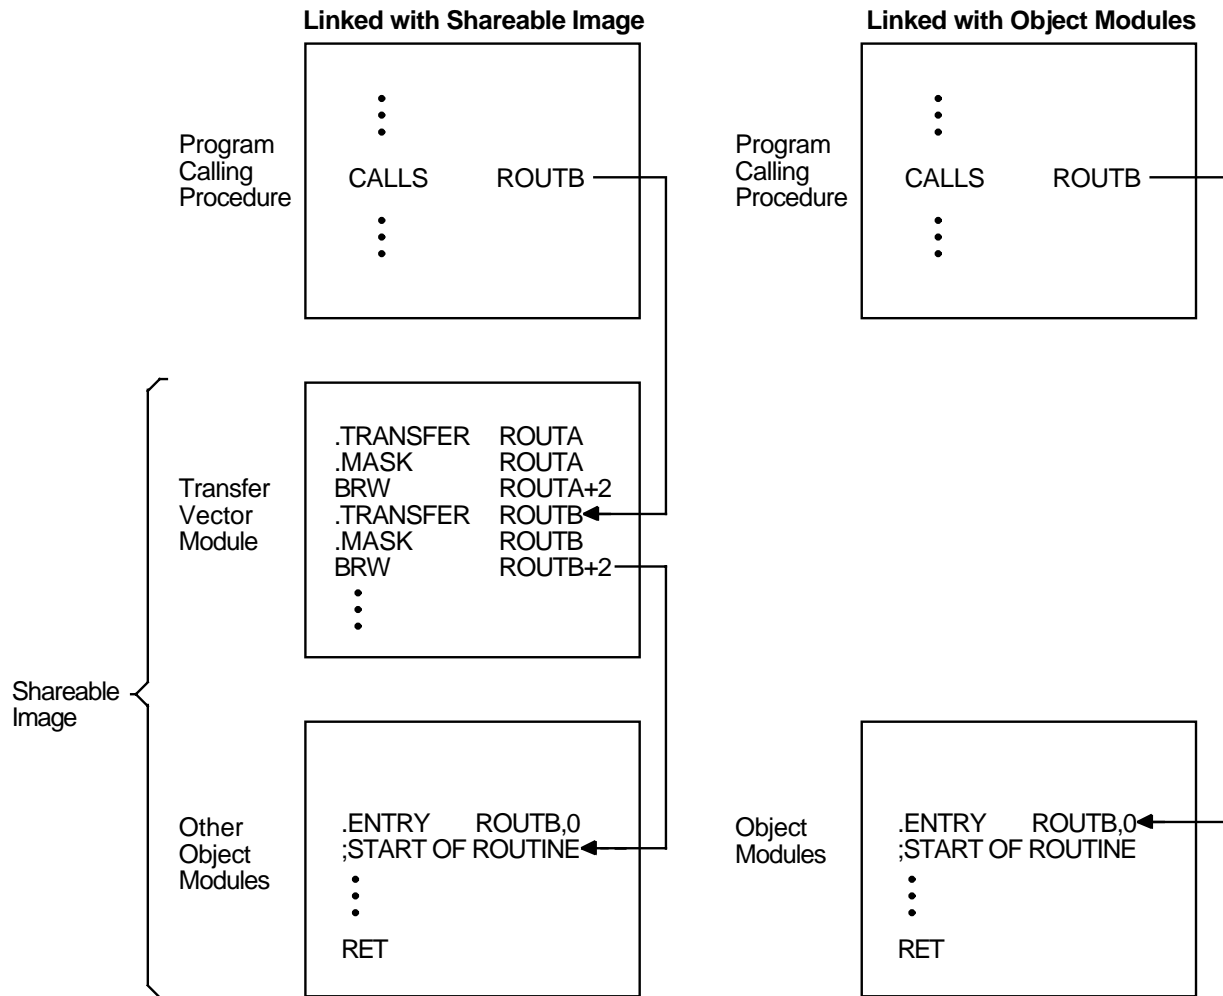 Linked with Shareable Image
Linked with Object Modules
Program
Calling
Procedure
CALLS ROUTB
Program
Calling
Procedure
CALLS ROUTB
Shareable
Image
Transfer
Vector
Module
.TRANSFER ROUTA
.MASK ROUTA
BRW ROUTA+2
.TRANSFER ROUTB
.MASK ROUTB
BRW ROUTB+2
Other
Object
Modules
.ENTRY ROUTB,0
;START OF ROUTINE
RET
Object
Modules
.ENTRY ROUTB,0
;START OF ROUTINE
RET